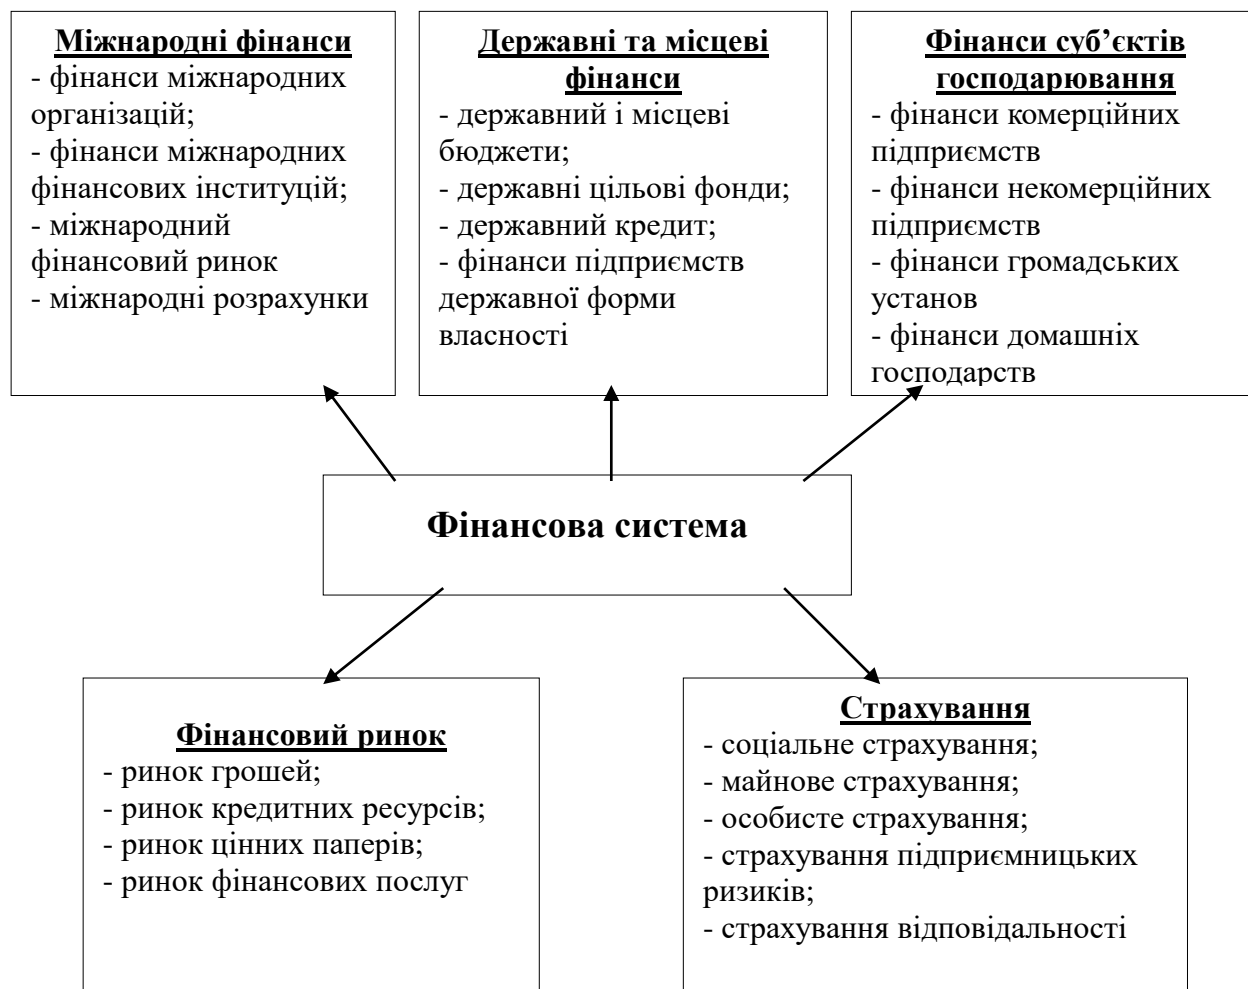 Міжнародні фінанси
- фінанси міжнародних
організацій;
- фінанси міжнародних
фінансових інституцій;
- міжнародний
фінансовий ринок
- міжнародні розрахунки
Державні та місцеві
фінанси
- державний і місцеві
бюджети;
- державні цільові фонди;
- державний кредит;
- фінанси підприємств
державної форми
власності
Фінанси суб’єктів
господарювання
- фінанси комерційних
підприємств
- фінанси некомерційних
підприємств
- фінанси громадських
установ
- фінанси домашніх
господарств
Фінансова система
Фінансовий ринок
- ринок грошей;
- ринок кредитних ресурсів;
- ринок цінних паперів;
- ринок фінансових послуг
Страхування
- соціальне страхування;
- майнове страхування;
- особисте страхування;
- страхування підприємницьких
ризиків;
- страхування відповідальності